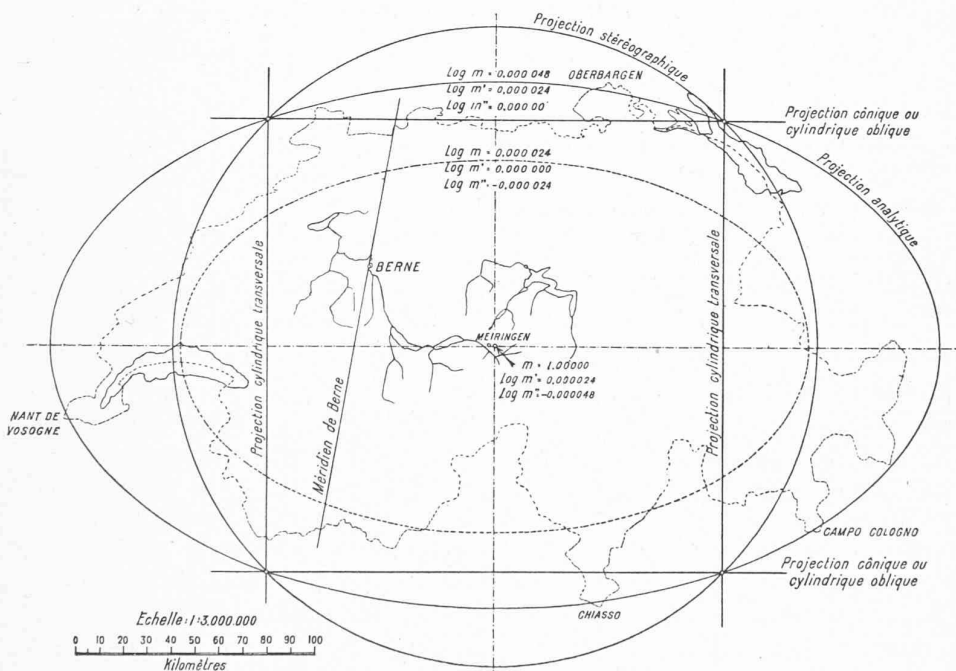 Projection stéréographique
Log m = 0.000 048
Log m' = 0.000 024
Log m" = 0.000 00
OBERBARGEN
Projection cônique ou
cylindrique oblique
Projection analytique
Log m = 0.000 024
Log m' = 0.000 000
Log m" = -0.000 024
Projection cylindrique transversale
BERNE
Méridien de Berne
MEIRINGEN
m = 1.00000
Log m' = 0.000024
Log m" = -0.000048
Projection cylindrique transversale
NANT DE
VOSOGNE
CAMPO COLOGNO
Projection cônique ou
cylindrique oblique
CHIASSO
Echelle: 1:3.000.000
0 10 20 30 40 50 60 70 80 90 100
Kilomètres